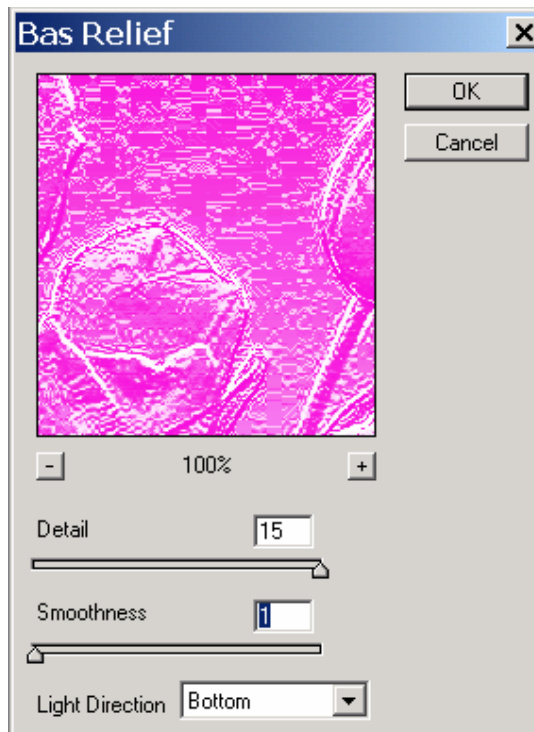 Bas Relief
OK
Cancel
- 100% +
Detail 15
Smoothness 1
Light Direction Bottom